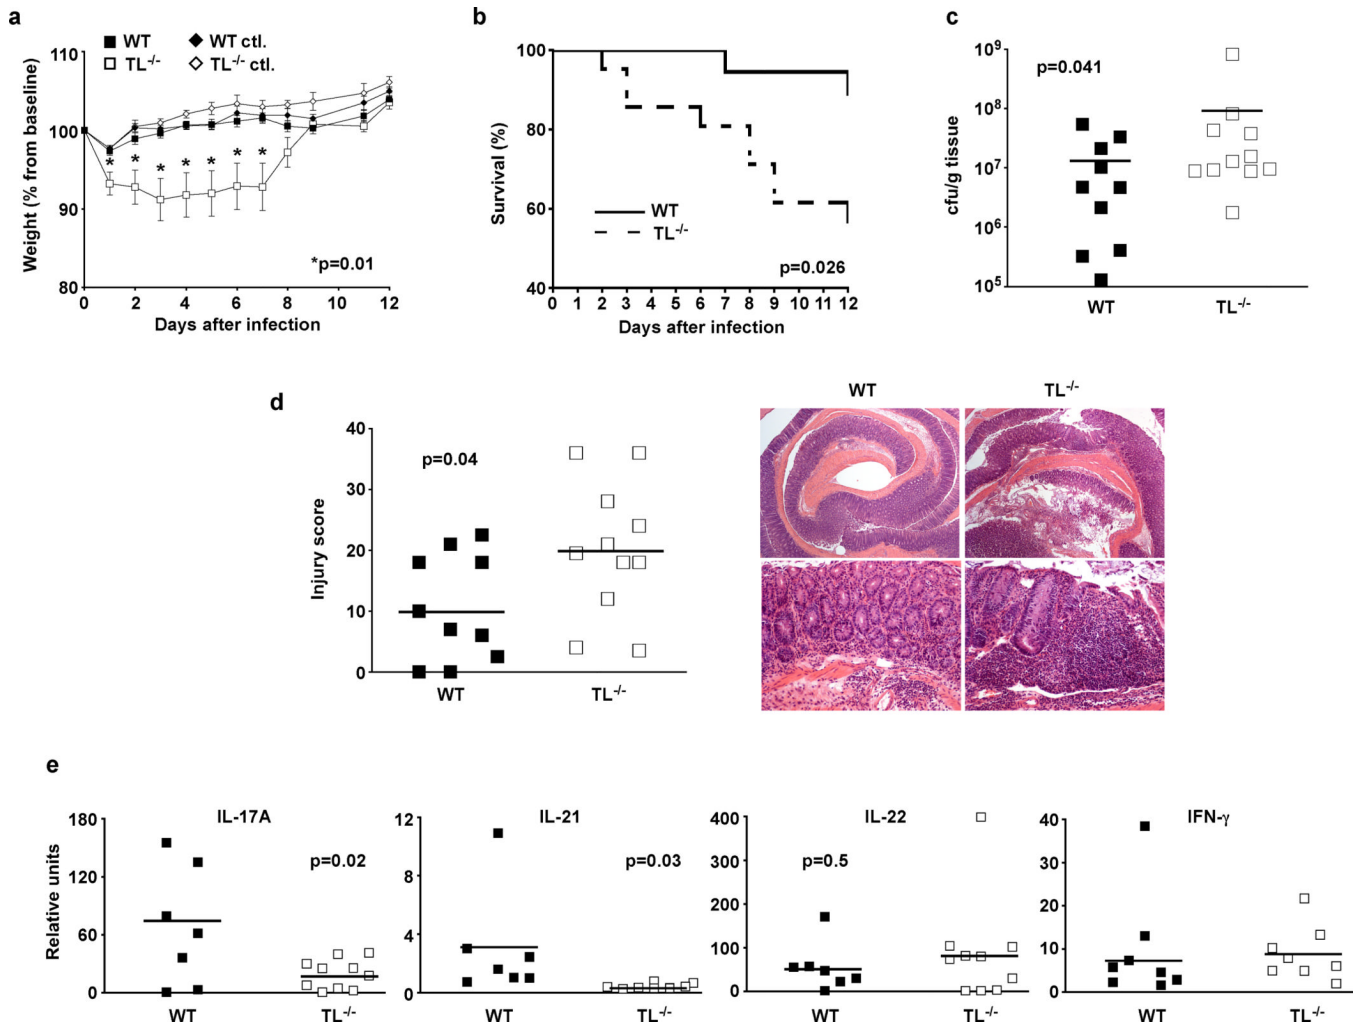 a
WT
WT ctl.
TL-/-
TL-/- ctl.
110
100
90
80
Weight (% from baseline)
* * * * * * *
*p=0.01
0 2 4 6 8 10 12
Days after infection
b
100
80
60
40
Survival (%)
WT
TL-/-
p=0.026
0 1 2 3 4 5 6 7 8 9 10 11 12
Days after infection
c
10^9
10^8
10^7
10^6
10^5
cfu/g tissue
p=0.041
WT TL-/-
d
40
30
20
10
0
Injury score
p=0.04
WT TL-/-
WT TL-/-
e
Relative units
IL-17A
180
120
60
0
p=0.02
WT TL-/-
IL-21
12
8
4
0
p=0.03
WT TL-/-
IL-22
400
300
200
100
0
p=0.5
WT TL-/-
IFN-γ
40
30
20
10
0
WT TL-/-